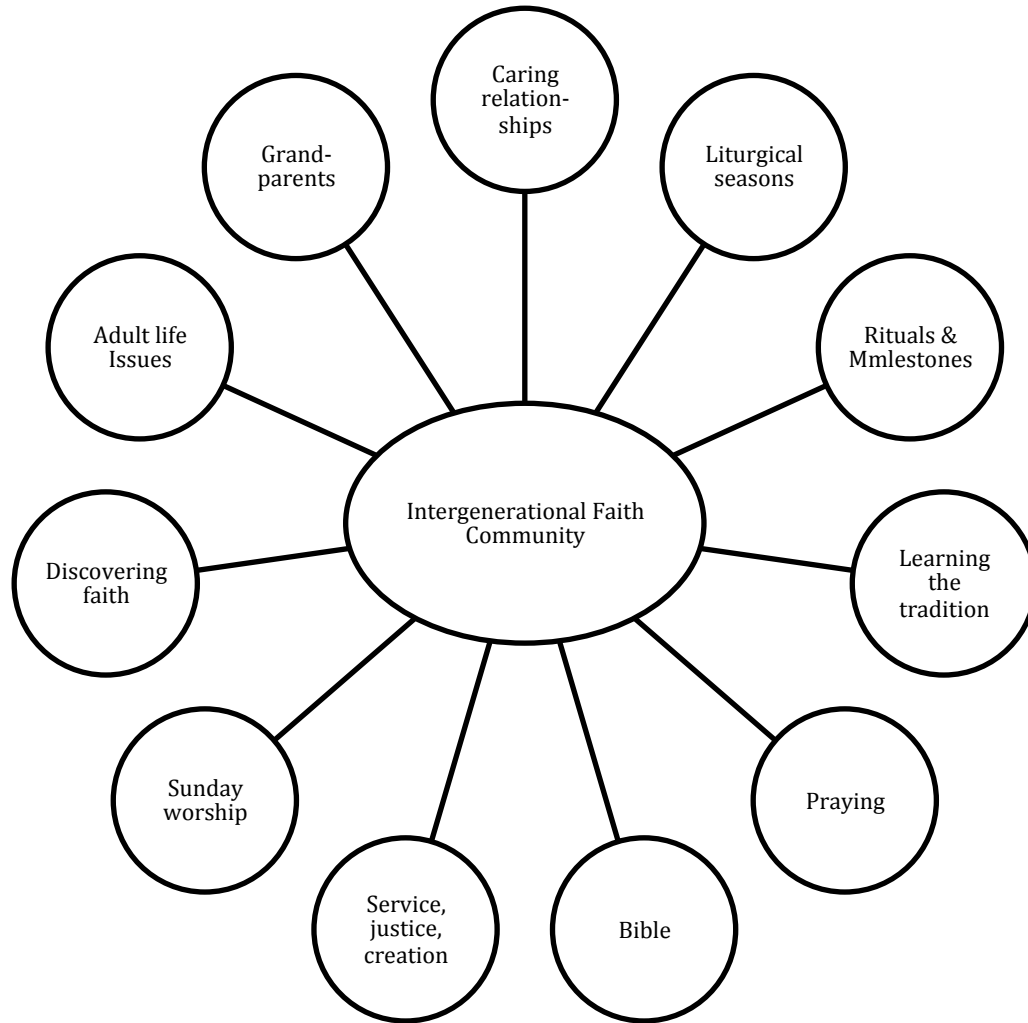 Caring
relation-
ships
Liturgical
seasons
Rituals &
Mmlestones
Learning
the
tradition
Praying
Bible
Service,
justice,
creation
Sunday
worship
Discovering
faith
Adult life
Issues
Grand-
parents
Intergenerational Faith
Community